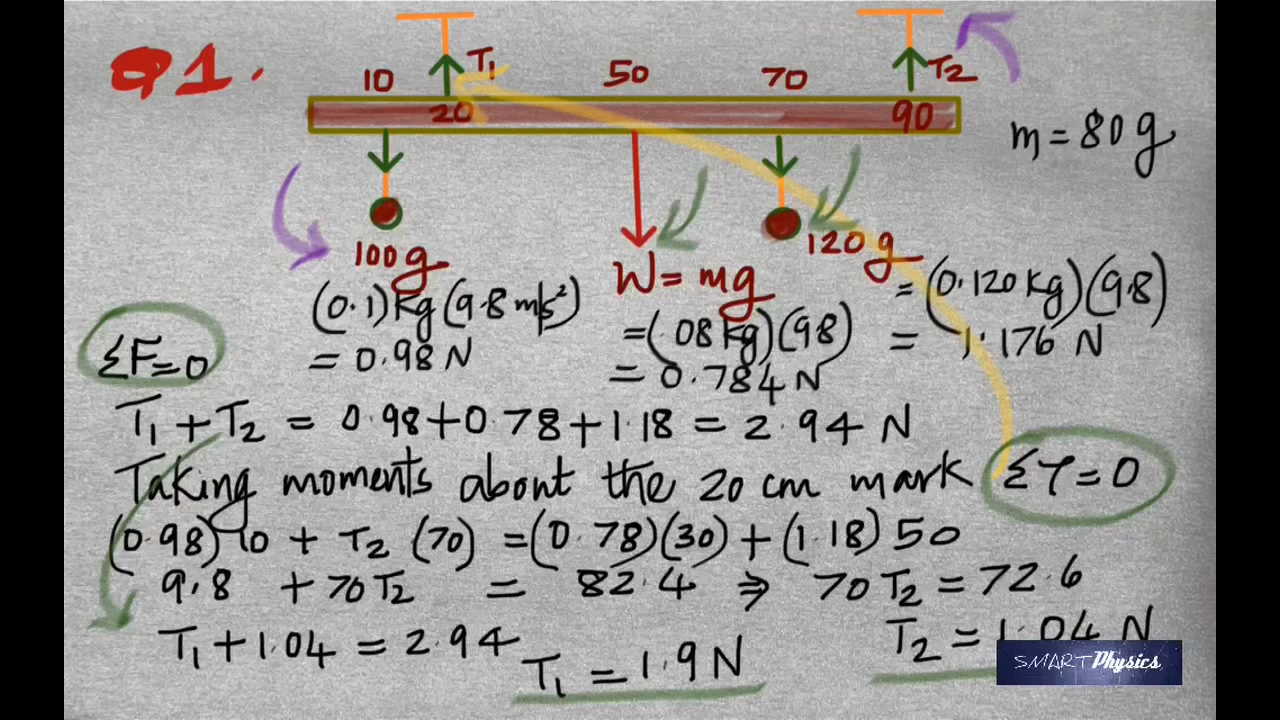 Q1.
T₁ T₂
10 50 70
20 90
m = 80 g
100 g 120 g
W = mg
(0.1) Kg (9.8 m/s²) = (.08 kg)(9.8) = (0.120 kg)(9.8)
= 0.98 N = 0.784 N = 1.176 N
ΣF=0
T₁ + T₂ = 0.98 + 0.78 + 1.18 = 2.94 N
Taking moments about the 20 cm mark Στ = 0
(0.98) 10 + T₂ (70) = (0.78)(30) + (1.18) 50
9.8 + 70 T₂ = 82.4 ⇒ 70 T₂ = 72.6
T₁ + 1.04 = 2.94 T₁ = 1.9 N T₂ = 1.04 N
SMART Physics